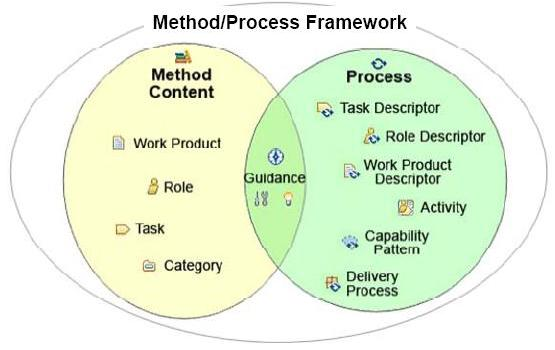 Method/Process Framework
Method
Content
Work Product
Role
Task
Category
Guidance
Process
Task Descriptor
Role Descriptor
Work Product
Descriptor
Activity
Capability
Pattern
Delivery
Process